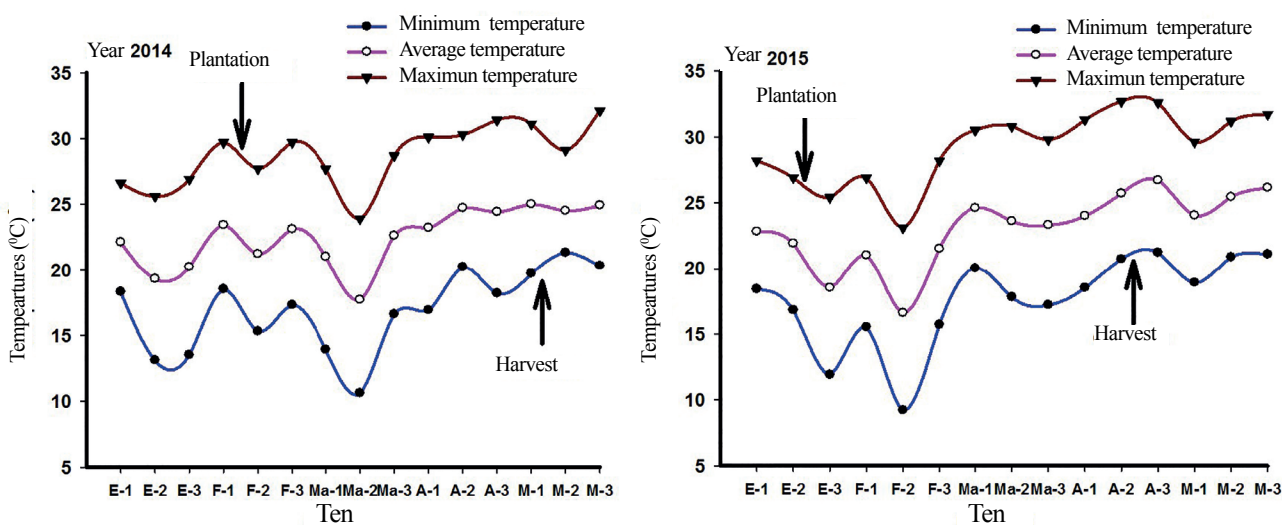 Minimum temperature
Average temperature
Maximun temperature
Year 2014
Plantation
35
30
25
20
15
10
5
Tempeartures (⁰C)
Harvest
E-1 E-2 E-3 F-1 F-2 F-3 Ma-1 Ma-2 Ma-3 A-1 A-2 A-3 M-1 M-2 M-3
Ten
Minimum temperature
Average temperature
Maximun temperature
Year 2015
Plantation
35
30
25
20
15
10
5
Tempeartures (⁰C)
Harvest
E-1 E-2 E-3 F-1 F-2 F-3 Ma-1 Ma-2 Ma-3 A-1 A-2 A-3 M-1 M-2 M-3
Ten